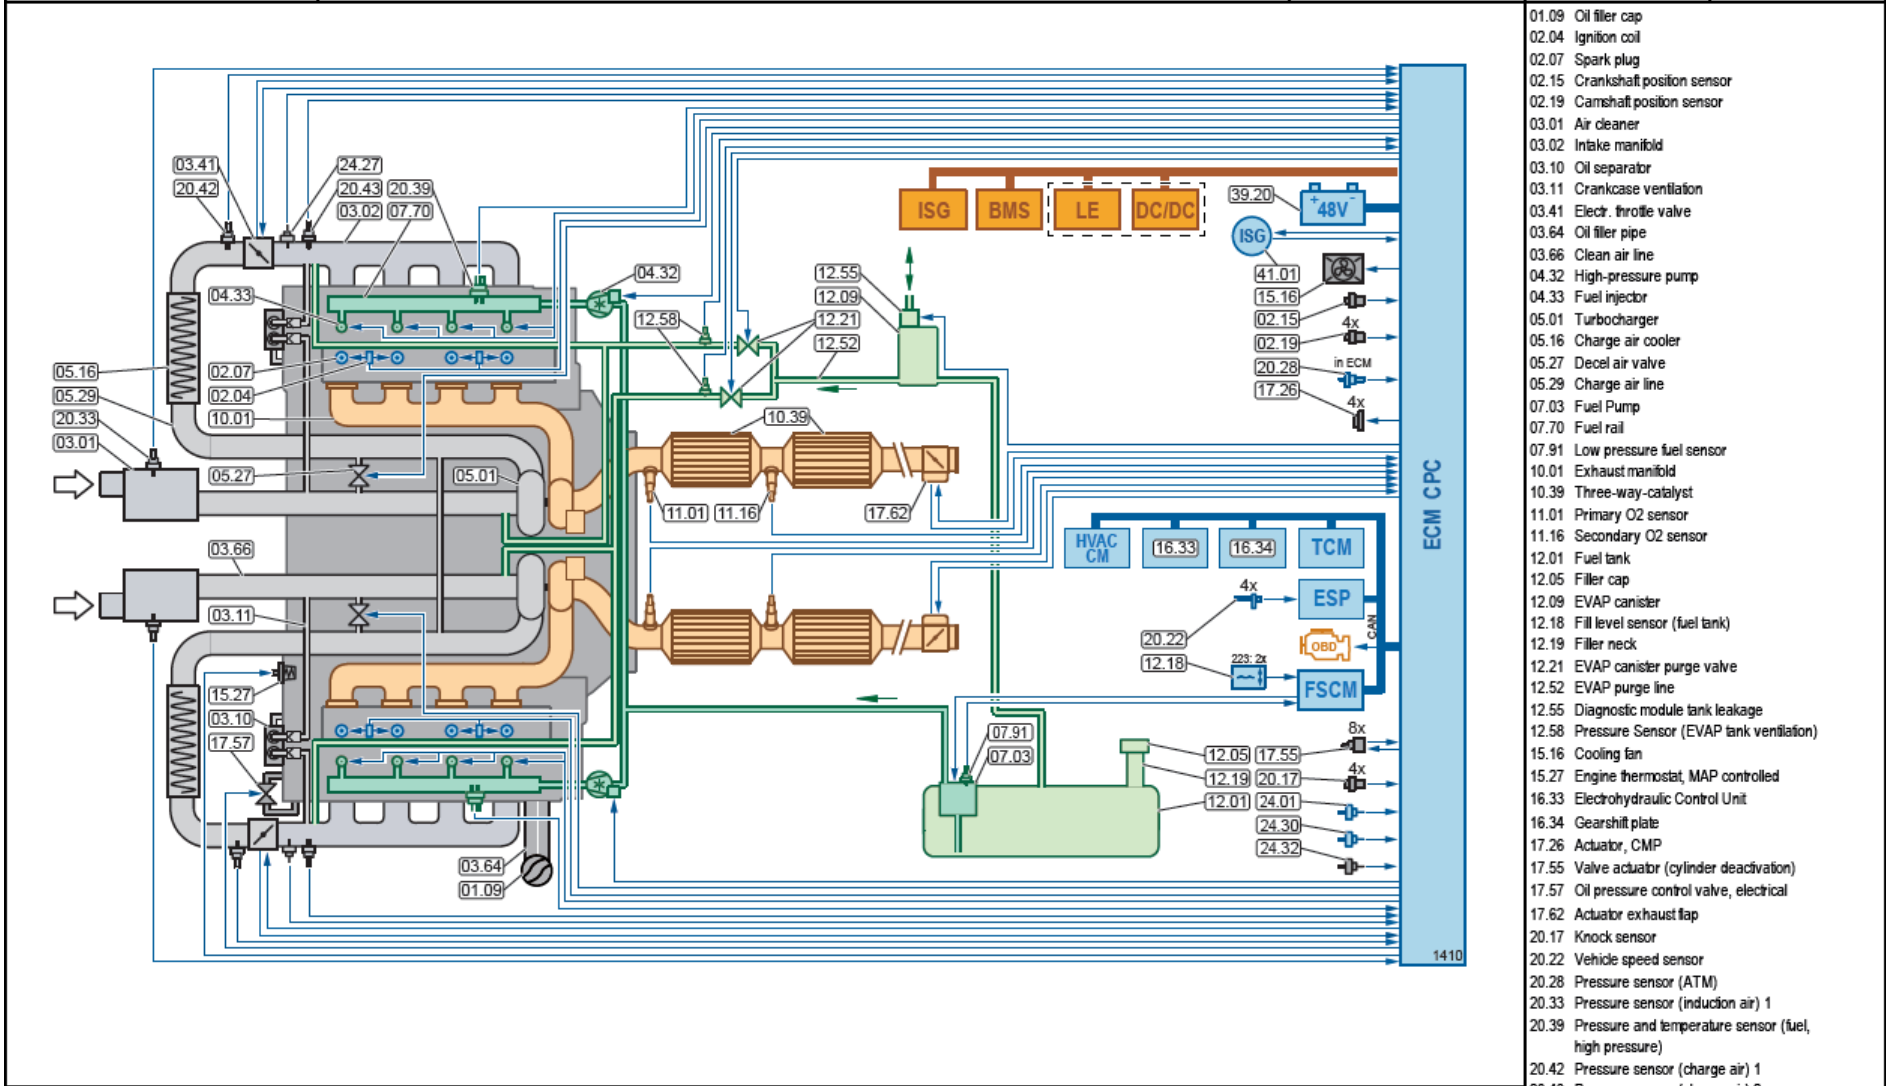 03.41
24.27
20.42
20.43
20.39
03.02
07.70
04.33
04.32
12.58
12.55
12.09
12.21
12.52
ISG
BMS
LE
DC/DC
39.20
+ -
48V
ISG
41.01
15.16
02.15
4x
02.19
in ECM
20.28
17.26
4x
05.16
05.29
20.33
03.01
02.07
02.04
10.01
05.27
05.01
10.39
11.01
11.16
17.62
ECM CPC
HVAC
CM
16.33
16.34
TCM
4x
ESP
CAN
20.22
OBD
12.18
223: 2x
FSCM
03.66
03.11
15.27
03.10
17.57
07.91
07.03
12.05
17.55
8x
12.19
20.17
4x
12.01
24.01
24.30
24.32
03.64
01.09
1410
01.09 Oil filler cap
02.04 Ignition coil
02.07 Spark plug
02.15 Crankshaft position sensor
02.19 Camshaft position sensor
03.01 Air cleaner
03.02 Intake manifold
03.10 Oil separator
03.11 Crankcase ventilation
03.41 Electr. throttle valve
03.64 Oil filler pipe
03.66 Clean air line
04.32 High-pressure pump
04.33 Fuel injector
05.01 Turbocharger
05.16 Charge air cooler
05.27 Decel air valve
05.29 Charge air line
07.03 Fuel Pump
07.70 Fuel rail
07.91 Low pressure fuel sensor
10.01 Exhaust manifold
10.39 Three-way-catalyst
11.01 Primary O2 sensor
11.16 Secondary O2 sensor
12.01 Fuel tank
12.05 Filler cap
12.09 EVAP canister
12.18 Fill level sensor (fuel tank)
12.19 Filler neck
12.21 EVAP canister purge valve
12.52 EVAP purge line
12.55 Diagnostic module tank leakage
12.58 Pressure Sensor (EVAP tank ventilation)
15.16 Cooling fan
15.27 Engine thermostat, MAP controlled
16.33 Electrohydraulic Control Unit
16.34 Gearshift plate
17.26 Actuator, CMP
17.55 Valve actuator (cylinder deactivation)
17.57 Oil pressure control valve, electrical
17.62 Actuator exhaust flap
20.17 Knock sensor
20.22 Vehicle speed sensor
20.28 Pressure sensor (ATM)
20.33 Pressure sensor (induction air) 1
20.39 Pressure and temperature sensor (fuel,
high pressure)
20.42 Pressure sensor (charge air) 1